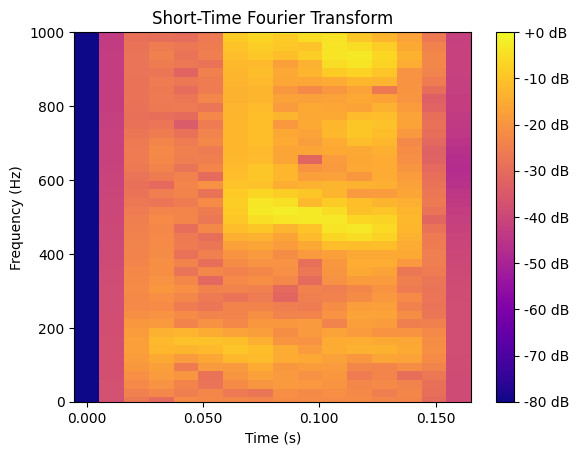 Short-Time Fourier Transform
Frequency (Hz)
1000
800
600
400
200
0
0.000
0.050
0.100
0.150
Time (s)
+0 dB
-10 dB
-20 dB
-30 dB
-40 dB
-50 dB
-60 dB
-70 dB
-80 dB